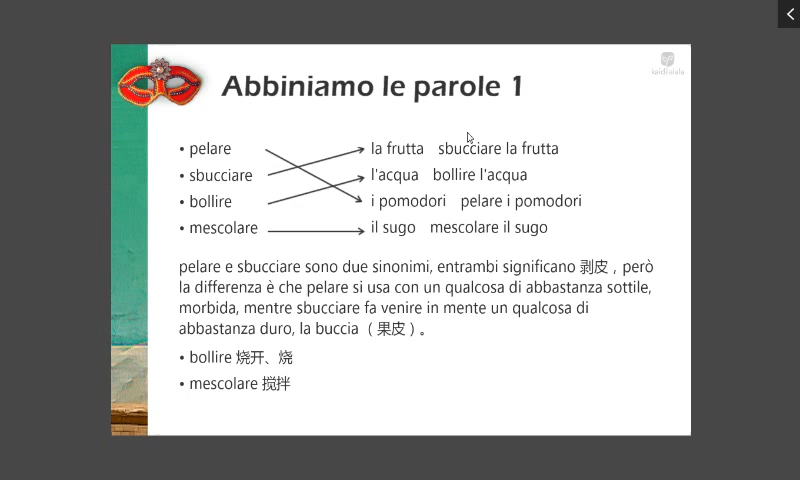 Abbiniamo le parole 1
kaidialala
• pelare
• sbucciare
• bollire
• mescolare
la frutta sbucciare la frutta
l'acqua bollire l'acqua
i pomodori pelare i pomodori
il sugo mescolare il sugo
pelare e sbucciare sono due sinonimi, entrambi significano 剥皮，però
la differenza è che pelare si usa con un qualcosa di abbastanza sottile,
morbida, mentre sbucciare fa venire in mente un qualcosa di
abbastanza duro, la buccia（果皮）。
• bollire 烧开、烧
• mescolare 搅拌